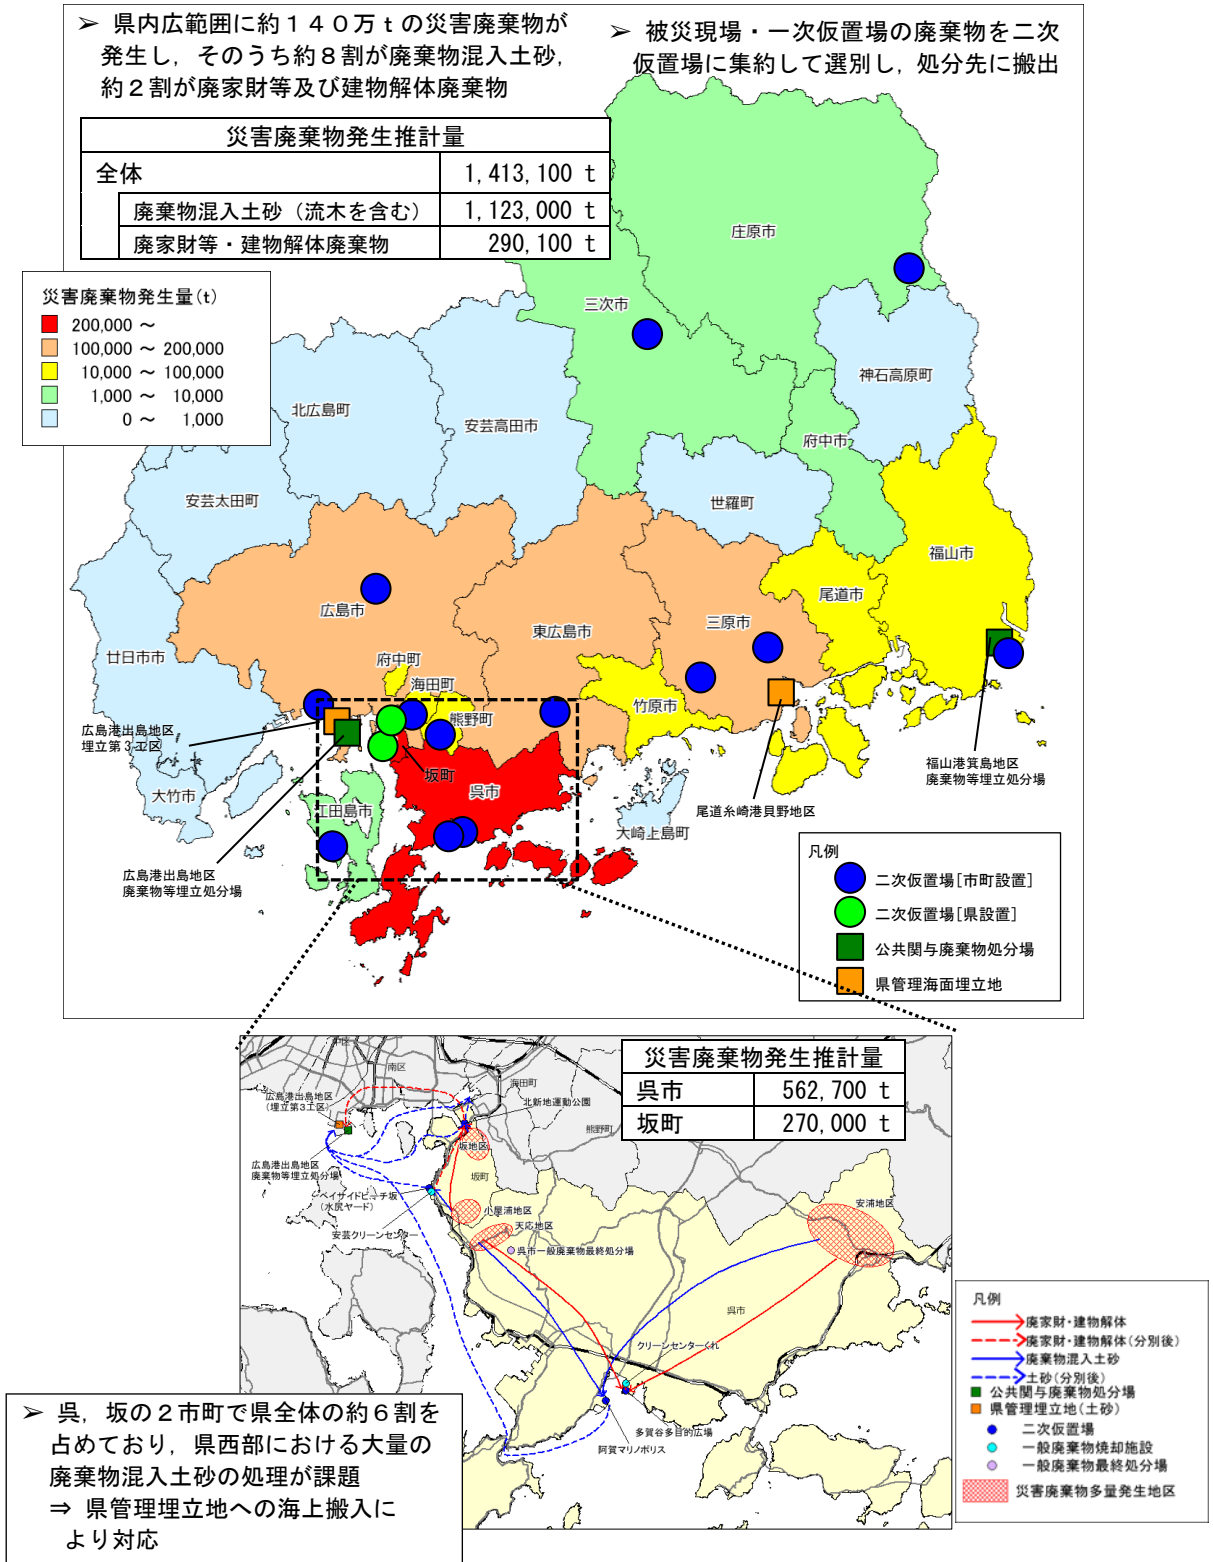 ➢ 県内広範囲に約１４０万ｔの災害廃棄物が
発生し，そのうち約８割が廃棄物混入土砂，
約２割が廃家財等及び建物解体廃棄物
➢ 被災現場・一次仮置場の廃棄物を二次
仮置場に集約して選別し，処分先に搬出
災害廃棄物発生推計量
全体 1,413,100 t
廃棄物混入土砂（流木を含む） 1,123,000 t
廃家財等・建物解体廃棄物 290,100 t
災害廃棄物発生量(t)
200,000 ～
100,000 ～ 200,000
10,000 ～ 100,000
1,000 ～ 10,000
0 ～ 1,000
庄原市
三次市
神石高原町
北広島町
安芸高田市
府中市
安芸太田町
世羅町
福山市
尾道市
広島市
東広島市
三原市
廿日市市
府中町
海田町
熊野町
竹原市
坂町
呉市
大竹市
江田島市
大崎上島町
広島港出島地区
埋立第３工区
広島港出島地区
廃棄物等埋立処分場
尾道糸崎港貝野地区
福山港箕島地区
廃棄物等埋立処分場
凡例
二次仮置場[市町設置]
二次仮置場[県設置]
公共関与廃棄物処分場
県管理海面埋立地
災害廃棄物発生推計量
呉市 562,700 t
坂町 270,000 t
中区
南区
海田町
北新地運動公園
熊野町
広島港出島地区
(埋立第3工区)
坂地区
広島港出島地区
廃棄物等埋立処分場
坂町
ベイサイドビーチ坂
(水尻ヤード)
小屋浦地区
安浦地区
天応地区
安芸クリーンセンター
呉市一般廃棄物最終処分場
呉市
クリーンセンターくれ
多賀谷多目的広場
阿賀マリノポリス
凡例
廃家財・建物解体
廃家財・建物解体(分別後)
廃棄物混入土砂
土砂(分別後)
公共関与廃棄物処分場
県管理埋立地(土砂)
二次仮置場
一般廃棄物焼却施設
一般廃棄物最終処分場
災害廃棄物多量発生地区
➢ 呉，坂の２市町で県全体の約６割を
占めており，県西部における大量の
廃棄物混入土砂の処理が課題
⇒ 県管理埋立地への海上搬入に
より対応